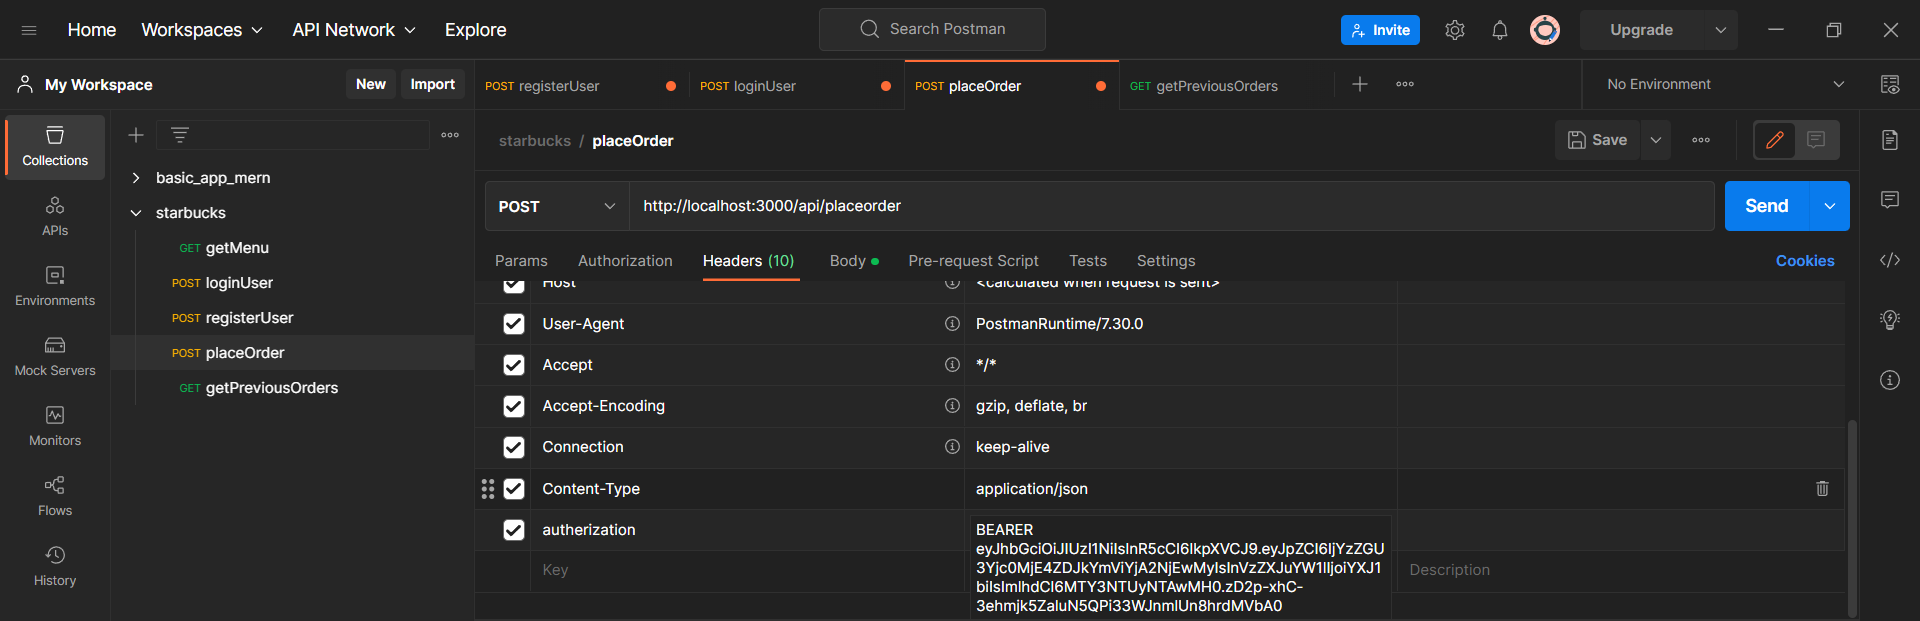 Home Workspaces API Network Explore Search Postman Invite Upgrade
My Workspace New Import POST registerUser POST loginUser POST placeOrder GET getPreviousOrders No Environment
Collections
APIs
Environments
Mock Servers
Monitors
Flows
History
basic_app_mern
starbucks
GET getMenu
POST loginUser
POST registerUser
POST placeOrder
GET getPreviousOrders
starbucks / placeOrder Save
POST http://localhost:3000/api/placeorder Send
Params Authorization Headers (10) Body Pre-request Script Tests Settings Cookies
Host <calculated when request is sent>
User-Agent PostmanRuntime/7.30.0
Accept */*
Accept-Encoding gzip, deflate, br
Connection keep-alive
Content-Type application/json
autherization BEARER
eyJhbGciOiJIUzI1NiIsInR5cCI6IkpXVCJ9.eyJpZCI6IjYzZGU
3Yjc0MjE4ZDJkYmViYjA2NjEwMyIsInVzZXJuYW1lIjoiYXJ1
biIsImlhdCI6MTY3NTUyNTAwMH0.zD2p-xhC-
3ehmjk5ZaluN5QPi33WJnmlUn8hrdMVbA0
Key Description